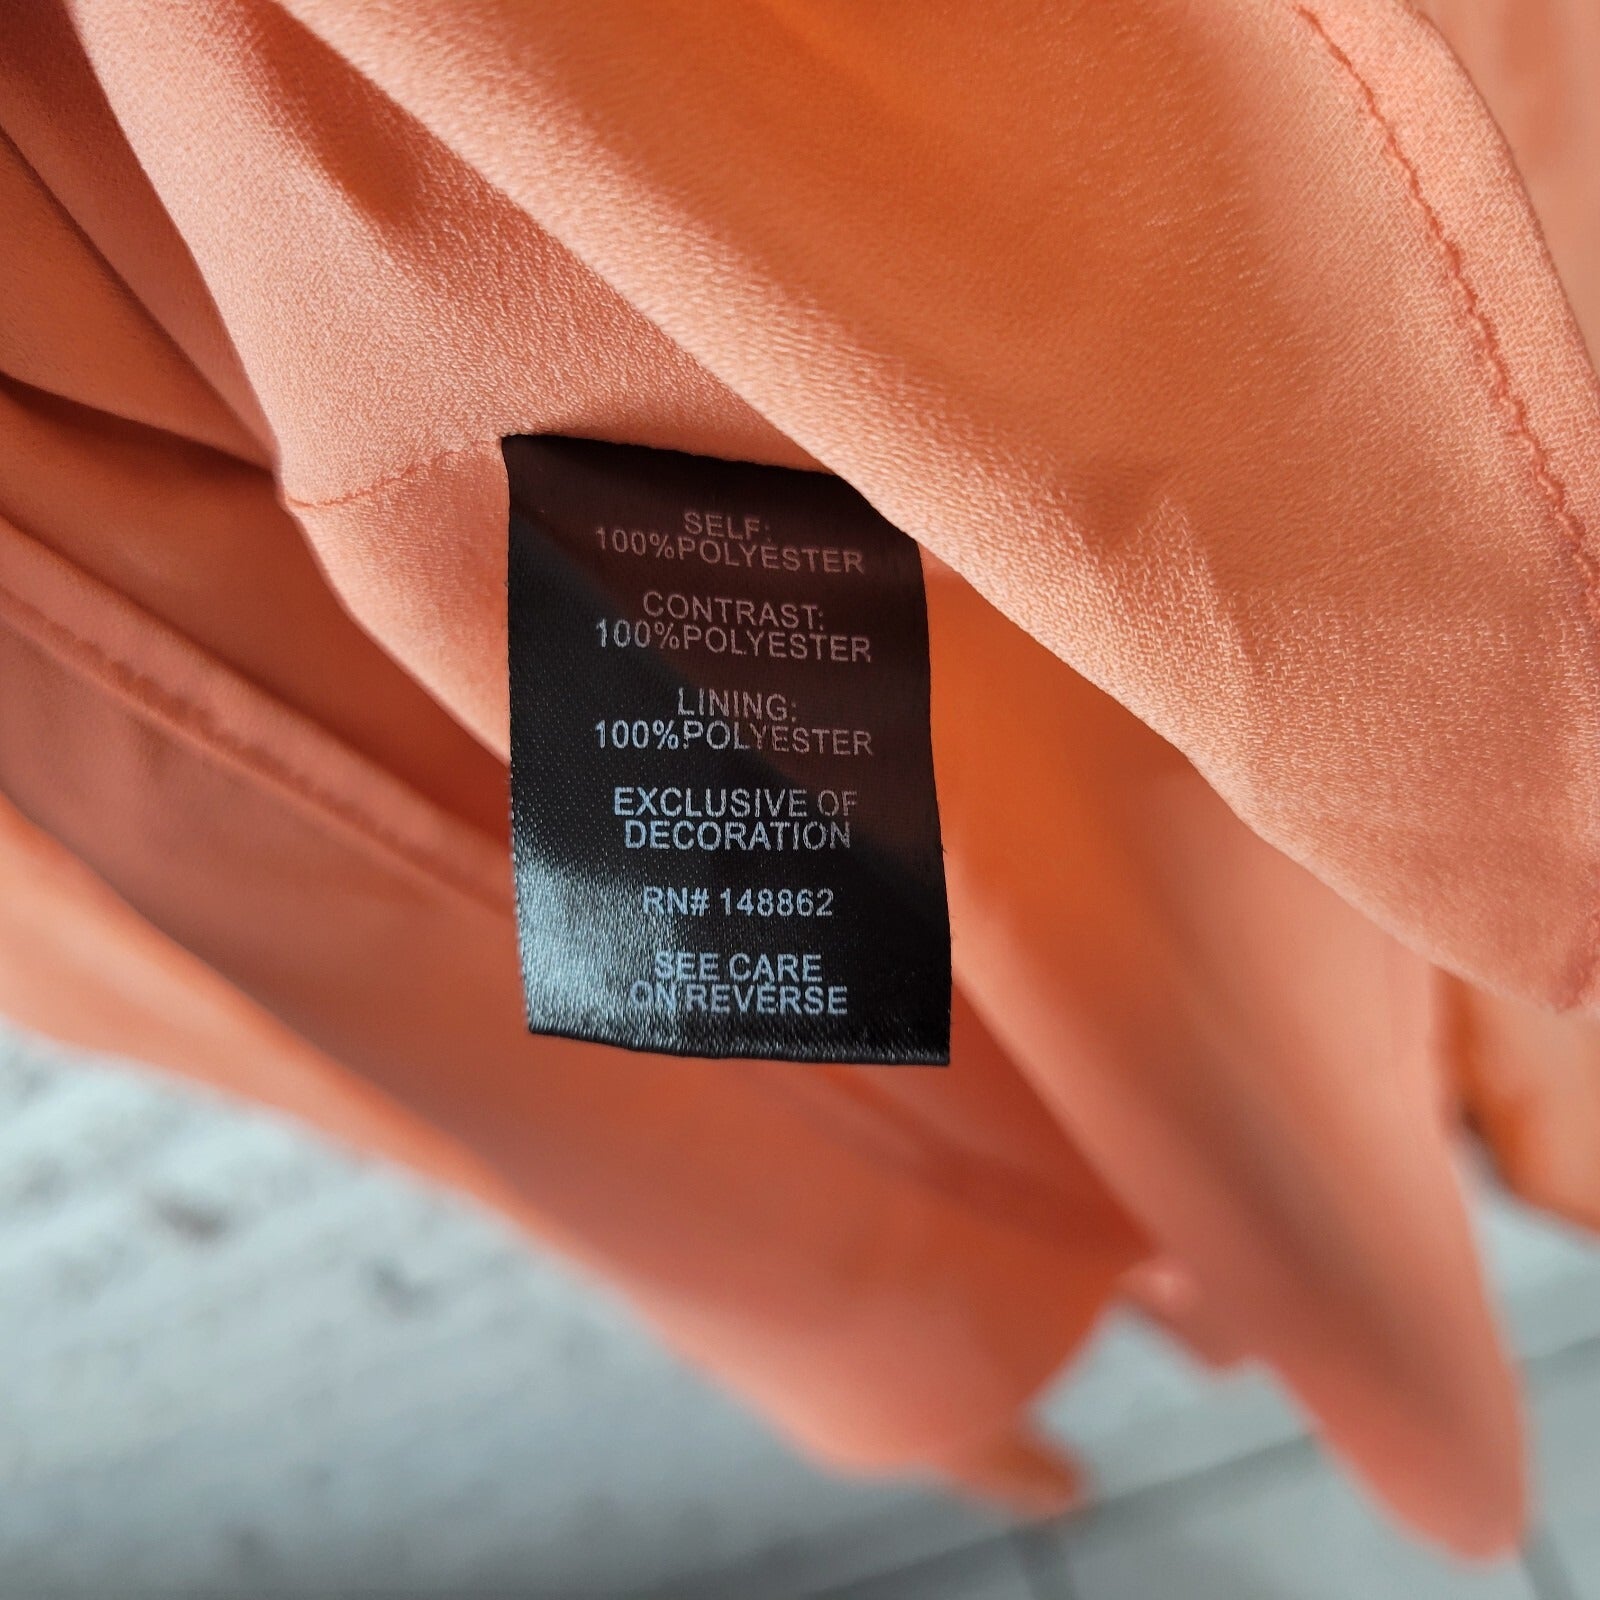 SELF:
100%POLYESTER
CONTRAST:
100%POLYESTER
LINING:
100%POLYESTER
EXCLUSIVE OF
DECORATION
RN# 148862
SEE CARE
ON REVERSE